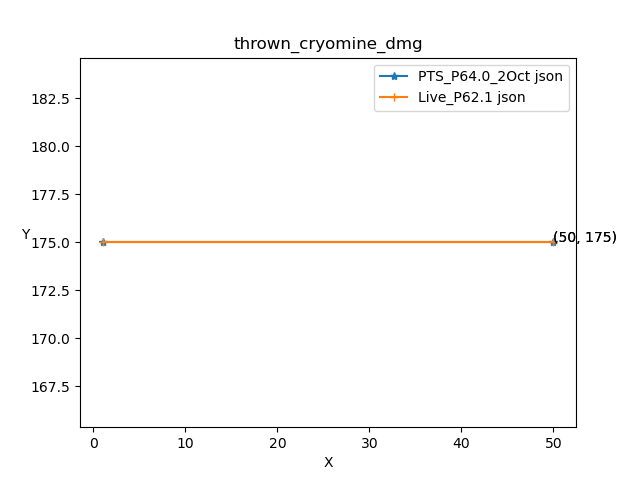 thrown_cryomine_dmg
PTS_P64.0_2Oct json
Live_P62.1 json
182.5
180.0
177.5
Y
175.0
(50, 175)
172.5
170.0
167.5
0 10 20 30 40 50
X